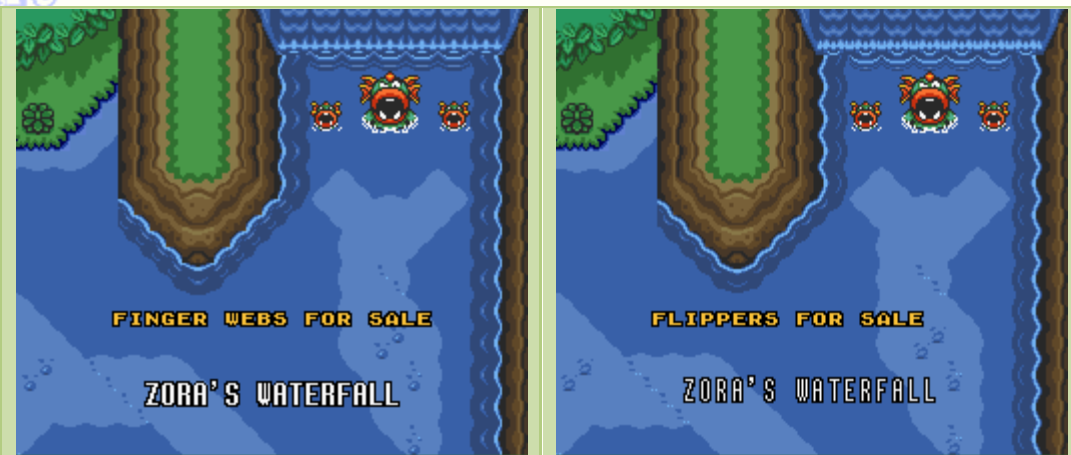 FINGER WEBS FOR SALE
ZORA'S WATERFALL
FLIPPERS FOR SALE
ZORA'S WATERFALL